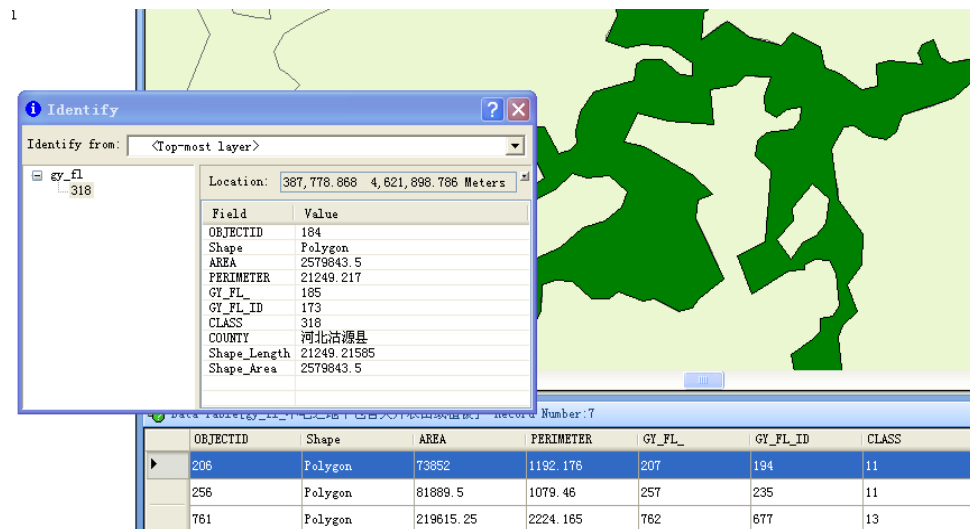 1
Identify
Identify from: <Top-most layer>
gy_fl
318
Location: 387,778.868 4,621,898.786 Meters
Field Value
OBJECTID 184
Shape Polygon
AREA 2579843.5
PERIMETER 21249.217
GY_FL_ 185
GY_FL_ID 173
CLASS 318
COUNTY 河北沽源县
Shape_Length 21249.21585
Shape_Area 2579843.5
Record Number:7
OBJECTID Shape AREA PERIMETER GY_FL_ GY_FL_ID CLASS
206 Polygon 73852 1192.176 207 194 11
256 Polygon 81889.5 1079.46 257 235 11
761 Polygon 219615.25 2224.165 762 677 13